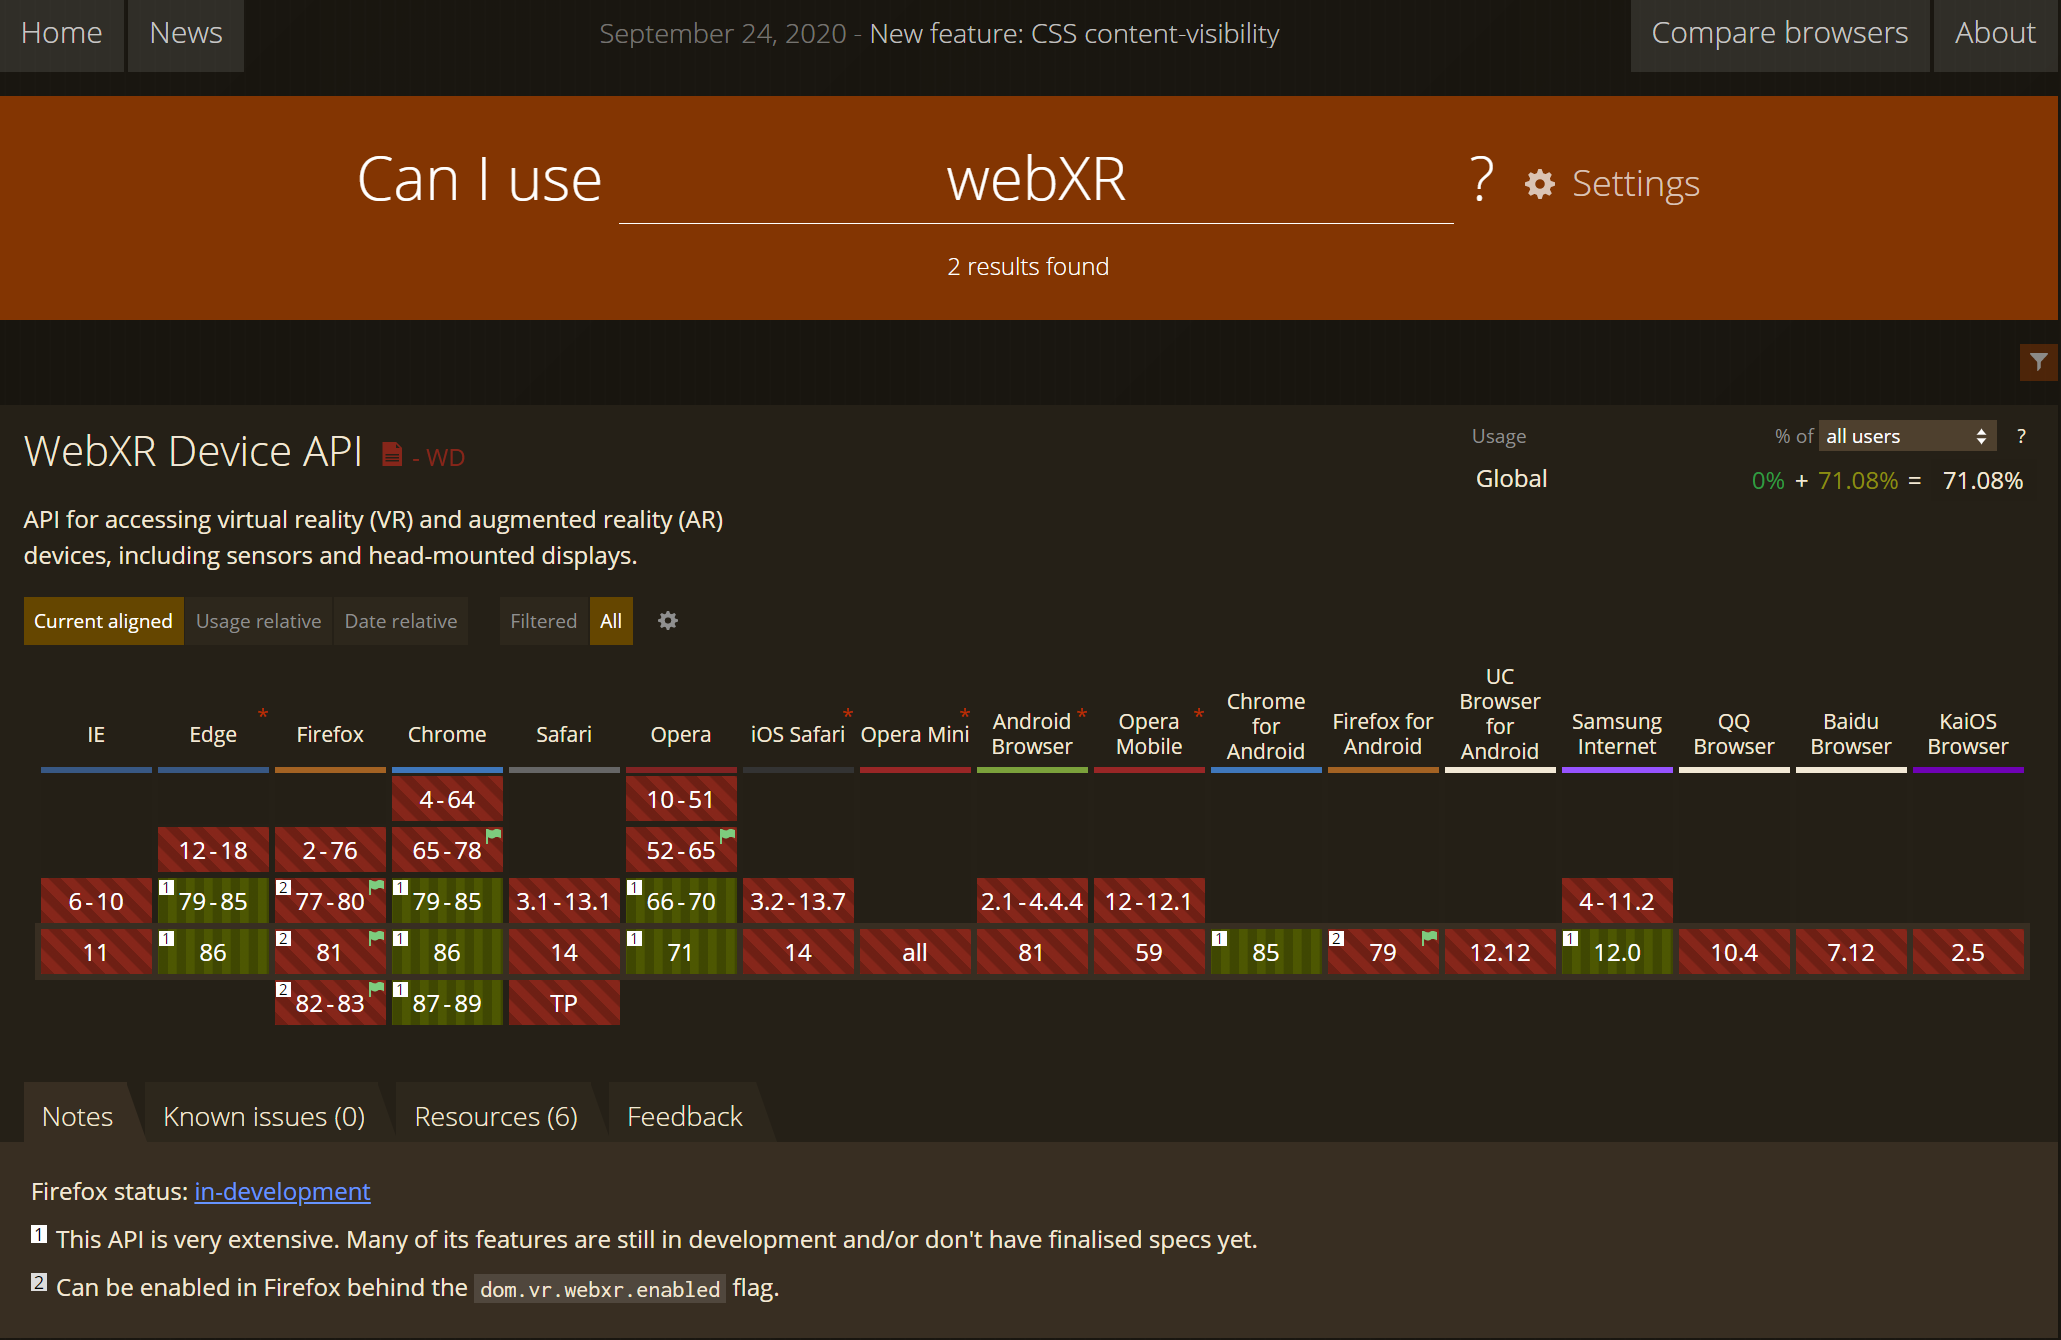 Home News September 24, 2020 - New feature: CSS content-visibility Compare browsers About
Can I use webXR ? Settings
2 results found
WebXR Device API - WD
Usage % of all users ?
Global 0% + 71.08% = 71.08%
API for accessing virtual reality (VR) and augmented reality (AR)
devices, including sensors and head-mounted displays.
Current aligned Usage relative Date relative Filtered All
IE Edge * Firefox Chrome Safari Opera iOS Safari * Opera Mini * Android Browser * Opera Mobile * Chrome for Android Firefox for Android UC Browser for Android Samsung Internet QQ Browser Baidu Browser KaiOS Browser
4-64 10-51
12-18 2-76 65-78 52-65
6-10 1 79-85 2 77-80 1 79-85 3.1-13.1 1 66-70 3.2-13.7 2.1-4.4.4 12-12.1 4-11.2
11 1 86 2 81 1 86 14 1 71 14 all 81 59 1 85 2 79 12.12 1 12.0 10.4 7.12 2.5
2 82-83 1 87-89 TP
Notes Known issues (0) Resources (6) Feedback
Firefox status: in-development
1 This API is very extensive. Many of its features are still in development and/or don't have finalised specs yet.
2 Can be enabled in Firefox behind the dom.vr.webxr.enabled flag.